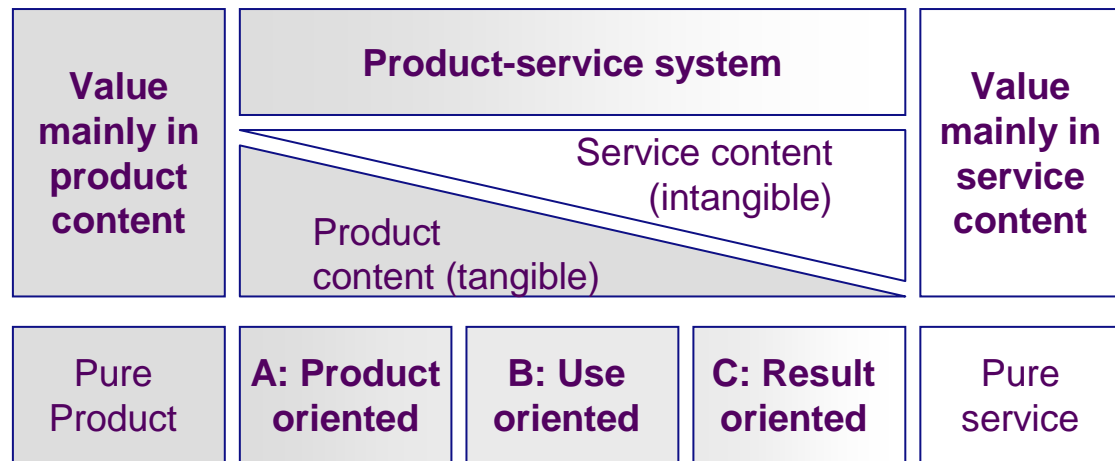 Value
mainly in
product
content
Product-service system
Service content
(intangible)
Product
content (tangible)
Value
mainly in
service
content
Pure
Product
A: Product
oriented
B: Use
oriented
C: Result
oriented
Pure
service